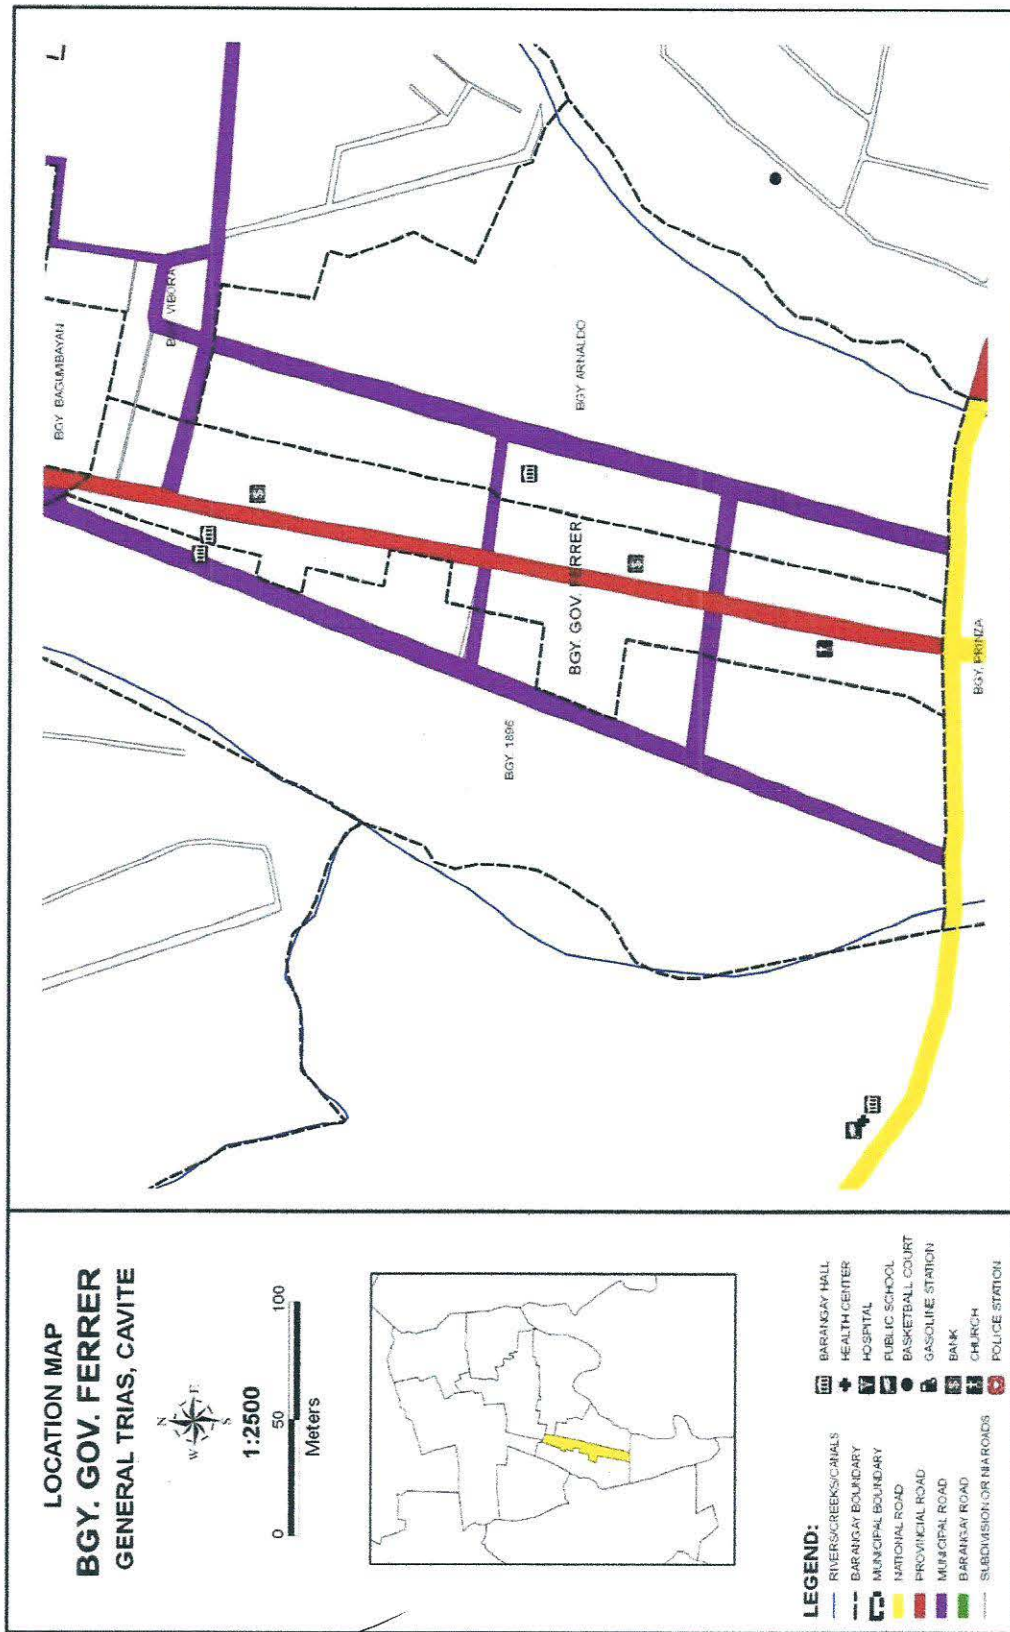 LOCATION MAP
BGY. GOV. FERRER
GENERAL TRIAS, CAVITE
N
W
E
S
1:2500
0
50
100
Meters
LEGEND:
RIVERS/CREEKS/CANALS
BARANGAY BOUNDARY
MUNICIPAL BOUNDARY
NATIONAL ROAD
PROVINCIAL ROAD
MUNICIPAL ROAD
BARANGAY ROAD
SUBDIVISION OR NIA ROADS
BARANGAY HALL
HEALTH CENTER
HOSPITAL
PUBLIC SCHOOL
BASKETBALL COURT
GASOLINE STATION
BANK
CHURCH
POLICE STATION
BGY. BAGUMBAYAN
VIBORA
BGY. ARNALDO
BGY. GOV. FERRER
BGY. 1896
BGY. PRINZA